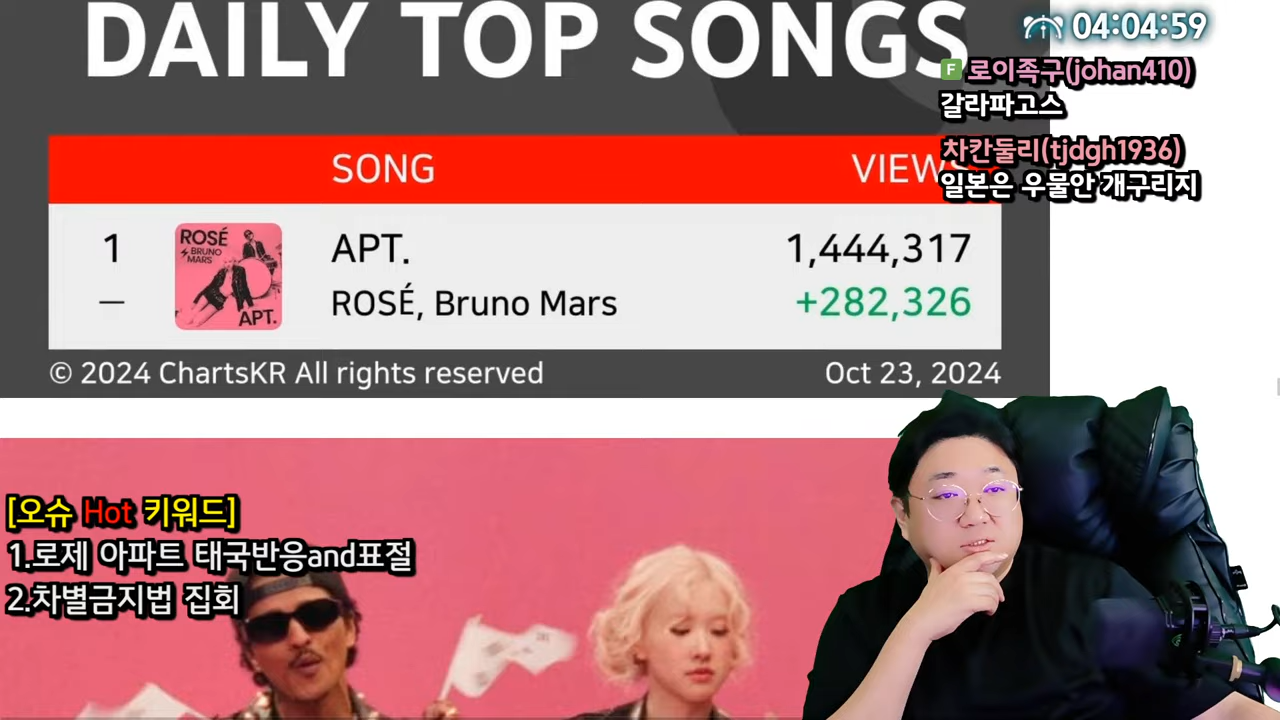 DAILY TOP SONGS
04:04:59
F 로이족구(johan410)
갈라파고스
차칸둘리(tjdgh1936)
일본은 우물안 개구리지
SONG VIEWS
1 APT. 1,444,317
— ROSÉ, Bruno Mars +282,326
ROSÉ
BRUNO
MARS
APT.
© 2024 ChartsKR All rights reserved Oct 23, 2024
[오슈 Hot 키워드]
1.로제 아파트 태국반응and표절
2.차별금지법 집회